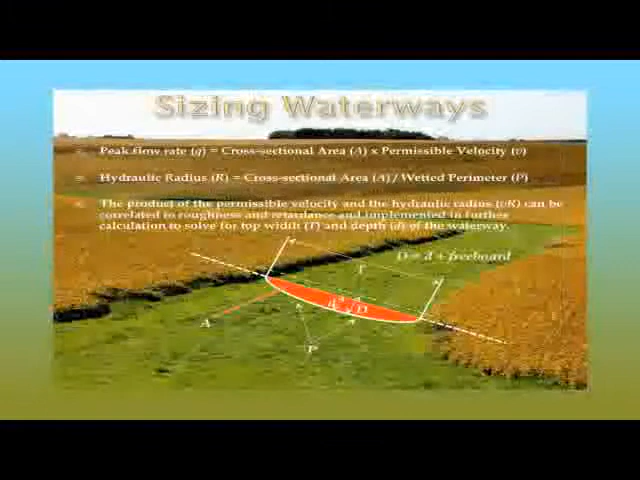 Sizing Waterways
Peak flow rate (q) = Cross-sectional Area (A) x Permissible Velocity (v)
Hydraulic Radius (R) = Cross-sectional Area (A) / Wetted Perimeter (P)
The product of the permissible velocity and the hydraulic radius (vR) can be
correlated to roughness and retardance and implemented in further
calculation to solve for top width (T) and depth (d) of the waterway.
D = d + freeboard
T
A
P